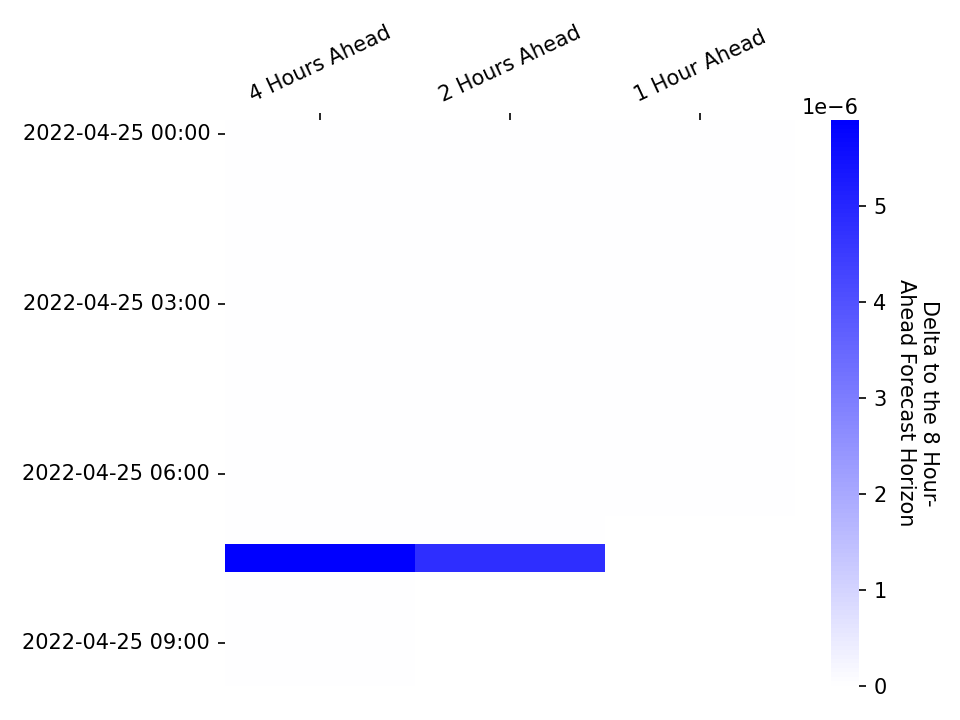 4 Hours Ahead
2 Hours Ahead
1 Hour Ahead
1e−6
2022-04-25 00:00
2022-04-25 03:00
2022-04-25 06:00
2022-04-25 09:00
5
4
3
2
1
0
Delta to the 8 Hour-
Ahead Forecast Horizon